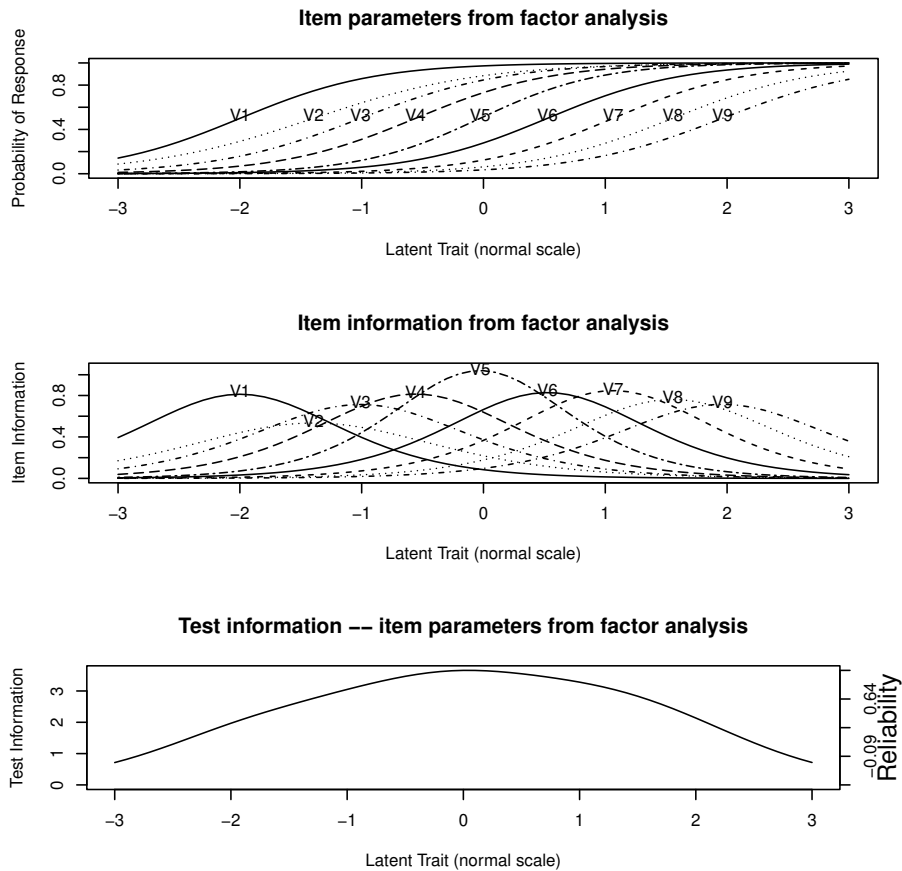 Item parameters from factor analysis
Probability of Response
0.0 0.4 0.8
V1 V2 V3 V4 V5 V6 V7 V8 V9
−3 −2 −1 0 1 2 3
Latent Trait (normal scale)
Item information from factor analysis
Item Information
0.0 0.4 0.8
V1 V2 V3 V4 V5 V6 V7 V8 V9
−3 −2 −1 0 1 2 3
Latent Trait (normal scale)
Test information −− item parameters from factor analysis
Test Information
0 1 2 3
−3 −2 −1 0 1 2 3
−0.09 0.64
Reliability
Latent Trait (normal scale)